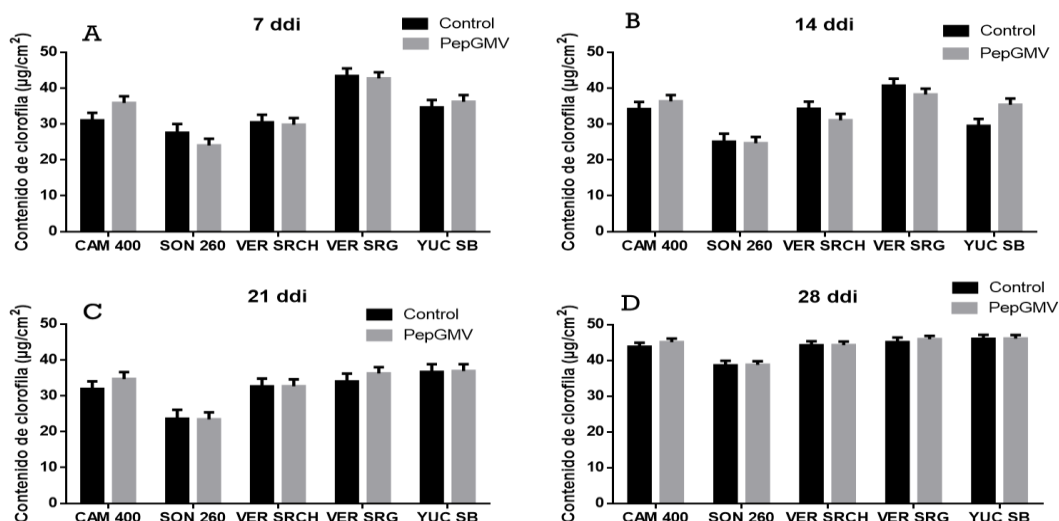 A
7 ddi
Control
PepGMV
Contenido de clorofila (µg/cm²)
50
40
30
20
10
0
CAM 400 SON 260 VER SRCH VER SRG YUC SB
B
14 ddi
Control
PepGMV
Contenido de clorofila (µg/cm²)
50
40
30
20
10
0
CAM 400 SON 260 VER SRCH VER SRG YUC SB
C
21 ddi
Control
PepGMV
Contenido de clorofila (µg/cm²)
50
40
30
20
10
0
CAM 400 SON 260 VER SRCH VER SRG YUC SB
D
28 ddi
Control
PepGMV
Contenido de clorofila (µg/cm²)
50
40
30
20
10
0
CAM 400 SON 260 VER SRCH VER SRG YUC SB